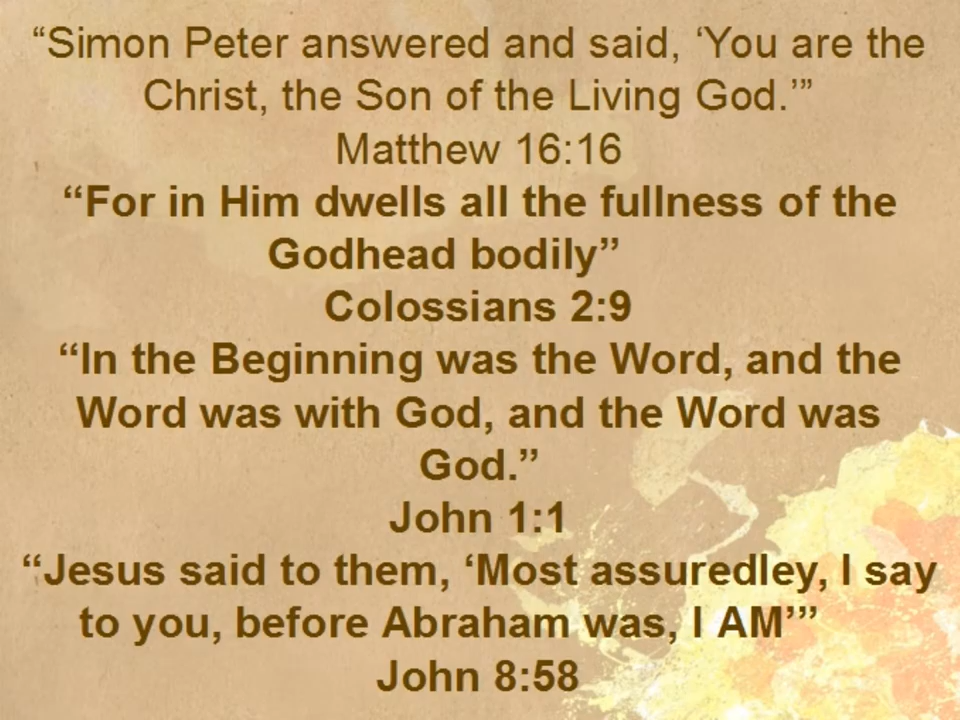 “Simon Peter answered and said, ‘You are the
Christ, the Son of the Living God.’”
Matthew 16:16
“For in Him dwells all the fullness of the
Godhead bodily”
Colossians 2:9
“In the Beginning was the Word, and the
Word was with God, and the Word was
God.”
John 1:1
“Jesus said to them, ‘Most assuredley, I say
to you, before Abraham was, I AM’”
John 8:58